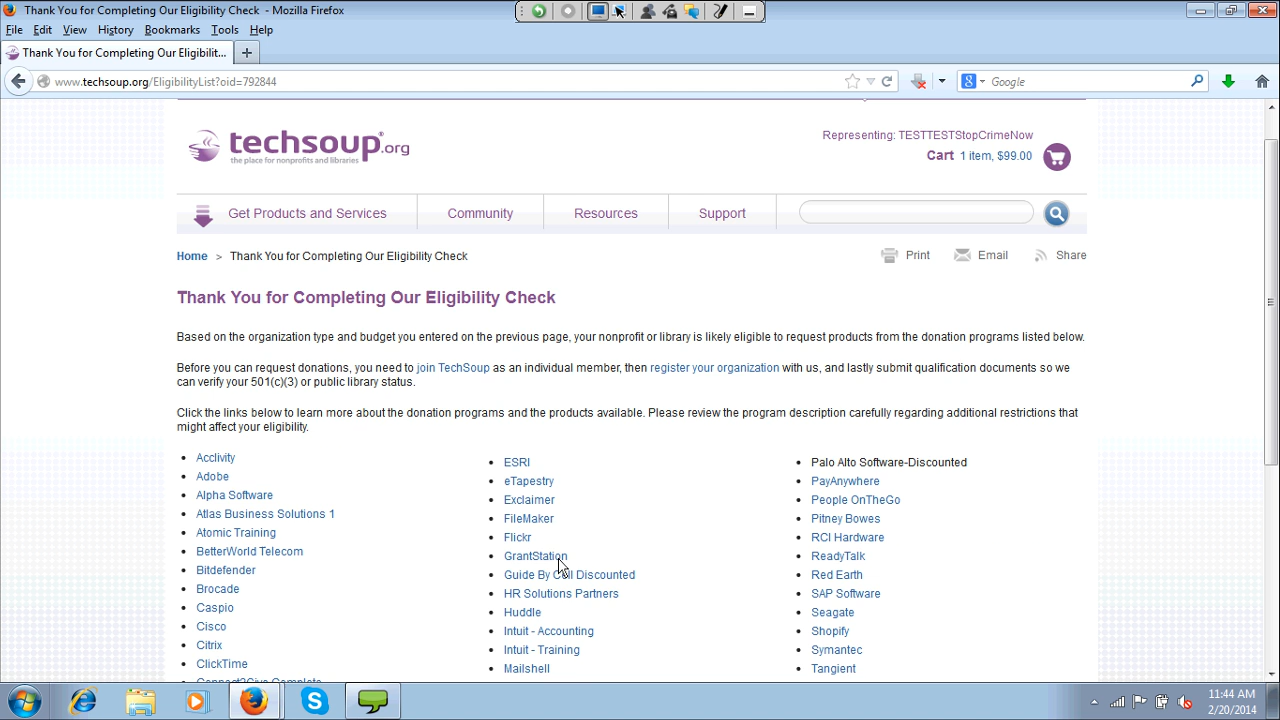 Thank You for Completing Our Eligibility Check - Mozilla Firefox
File Edit View History Bookmarks Tools Help
Thank You for Completing Our Eligibilit... +
www.techsoup.org/EligibilityList?oid=792844
Google
techsoup.org
the place for nonprofits and libraries
Representing: TESTTESTStopCrimeNow
Cart 1 item, $99.00
Get Products and Services Community Resources Support
Home > Thank You for Completing Our Eligibility Check
Print Email Share
Thank You for Completing Our Eligibility Check
Based on the organization type and budget you entered on the previous page, your nonprofit or library is likely eligible to request products from the donation programs listed below.
Before you can request donations, you need to join TechSoup as an individual member, then register your organization with us, and lastly submit qualification documents so we
can verify your 501(c)(3) or public library status.
Click the links below to learn more about the donation programs and the products available. Please review the program description carefully regarding additional restrictions that
might affect your eligibility.
Acclivity
Adobe
Alpha Software
Atlas Business Solutions 1
Atomic Training
BetterWorld Telecom
Bitdefender
Brocade
Caspio
Cisco
Citrix
ClickTime
Connect2Give Complete
ESRI
eTapestry
Exclaimer
FileMaker
Flickr
GrantStation
Guide By Cell Discounted
HR Solutions Partners
Huddle
Intuit - Accounting
Intuit - Training
Mailshell
Palo Alto Software-Discounted
PayAnywhere
People OnTheGo
Pitney Bowes
RCI Hardware
ReadyTalk
Red Earth
SAP Software
Seagate
Shopify
Symantec
Tangient
11:44 AM
2/20/2014